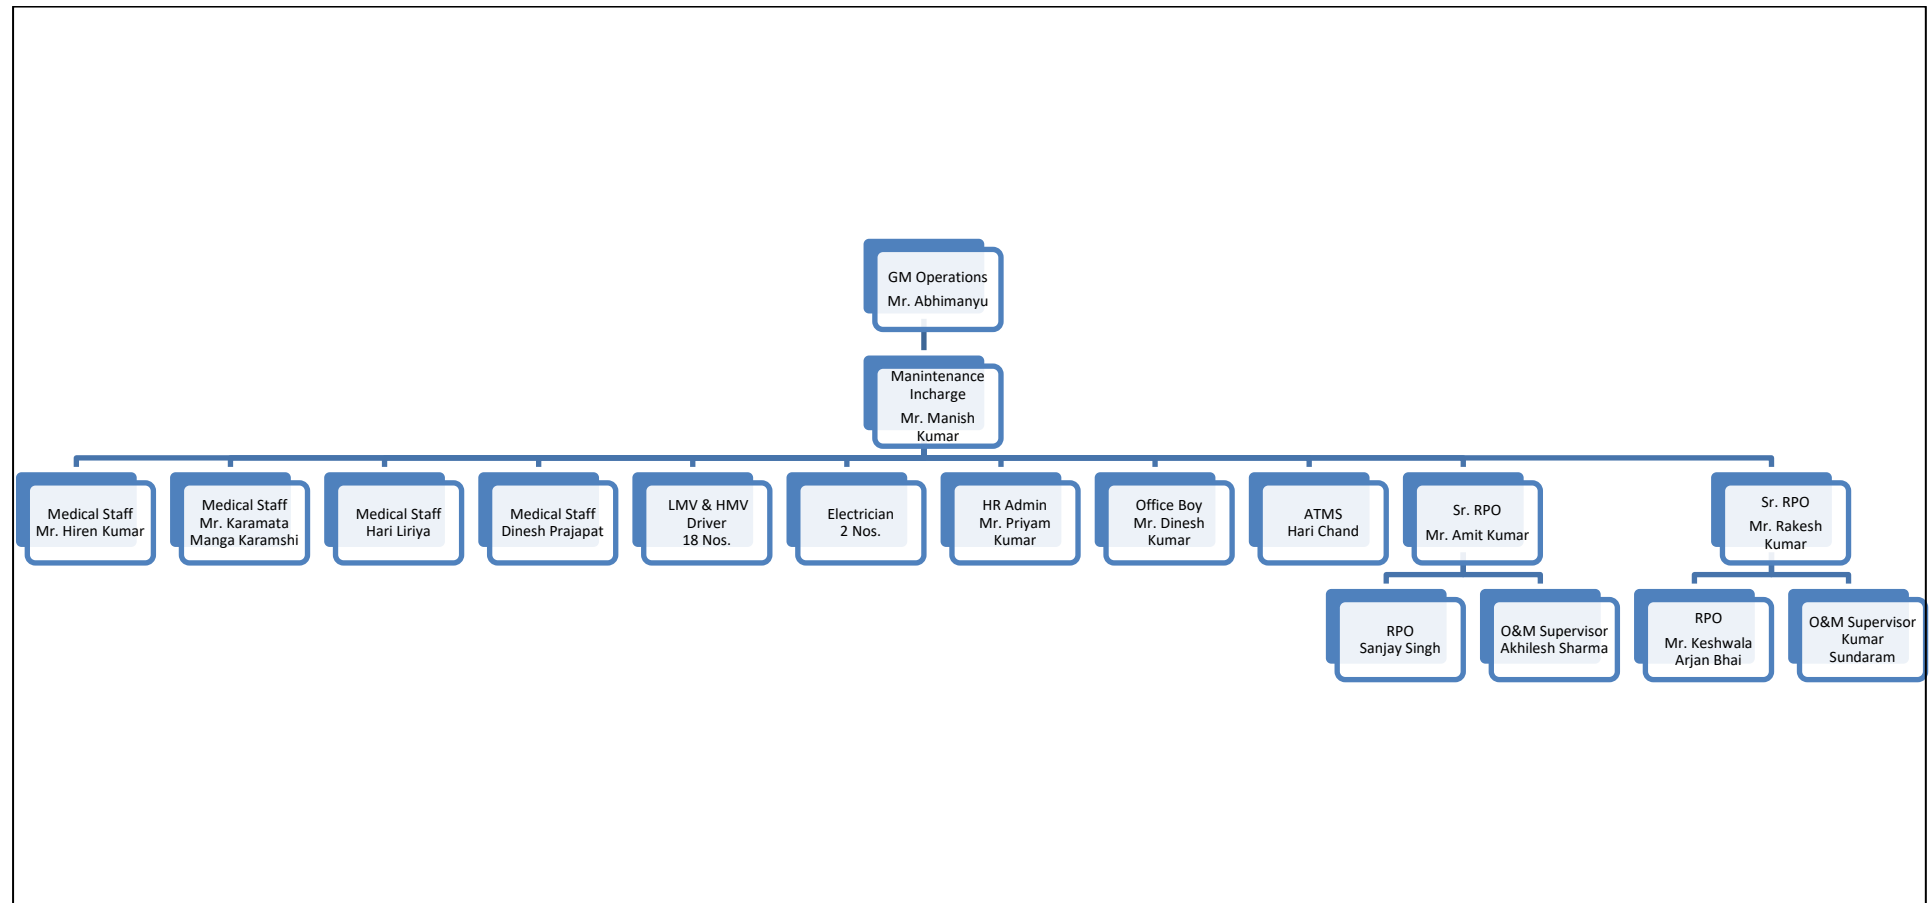 GM Operations
Mr. Abhimanyu
Manintenance
Incharge
Mr. Manish
Kumar
Medical Staff
Mr. Hiren Kumar
Medical Staff
Mr. Karamata
Manga Karamshi
Medical Staff
Hari Liriya
Medical Staff
Dinesh Prajapat
LMV & HMV
Driver
18 Nos.
Electrician
2 Nos.
HR Admin
Mr. Priyam
Kumar
Office Boy
Mr. Dinesh
Kumar
ATMS
Hari Chand
Sr. RPO
Mr. Amit Kumar
Sr. RPO
Mr. Rakesh
Kumar
RPO
Sanjay Singh
O&M Supervisor
Akhilesh Sharma
RPO
Mr. Keshwala
Arjan Bhai
O&M Supervisor
Kumar
Sundaram